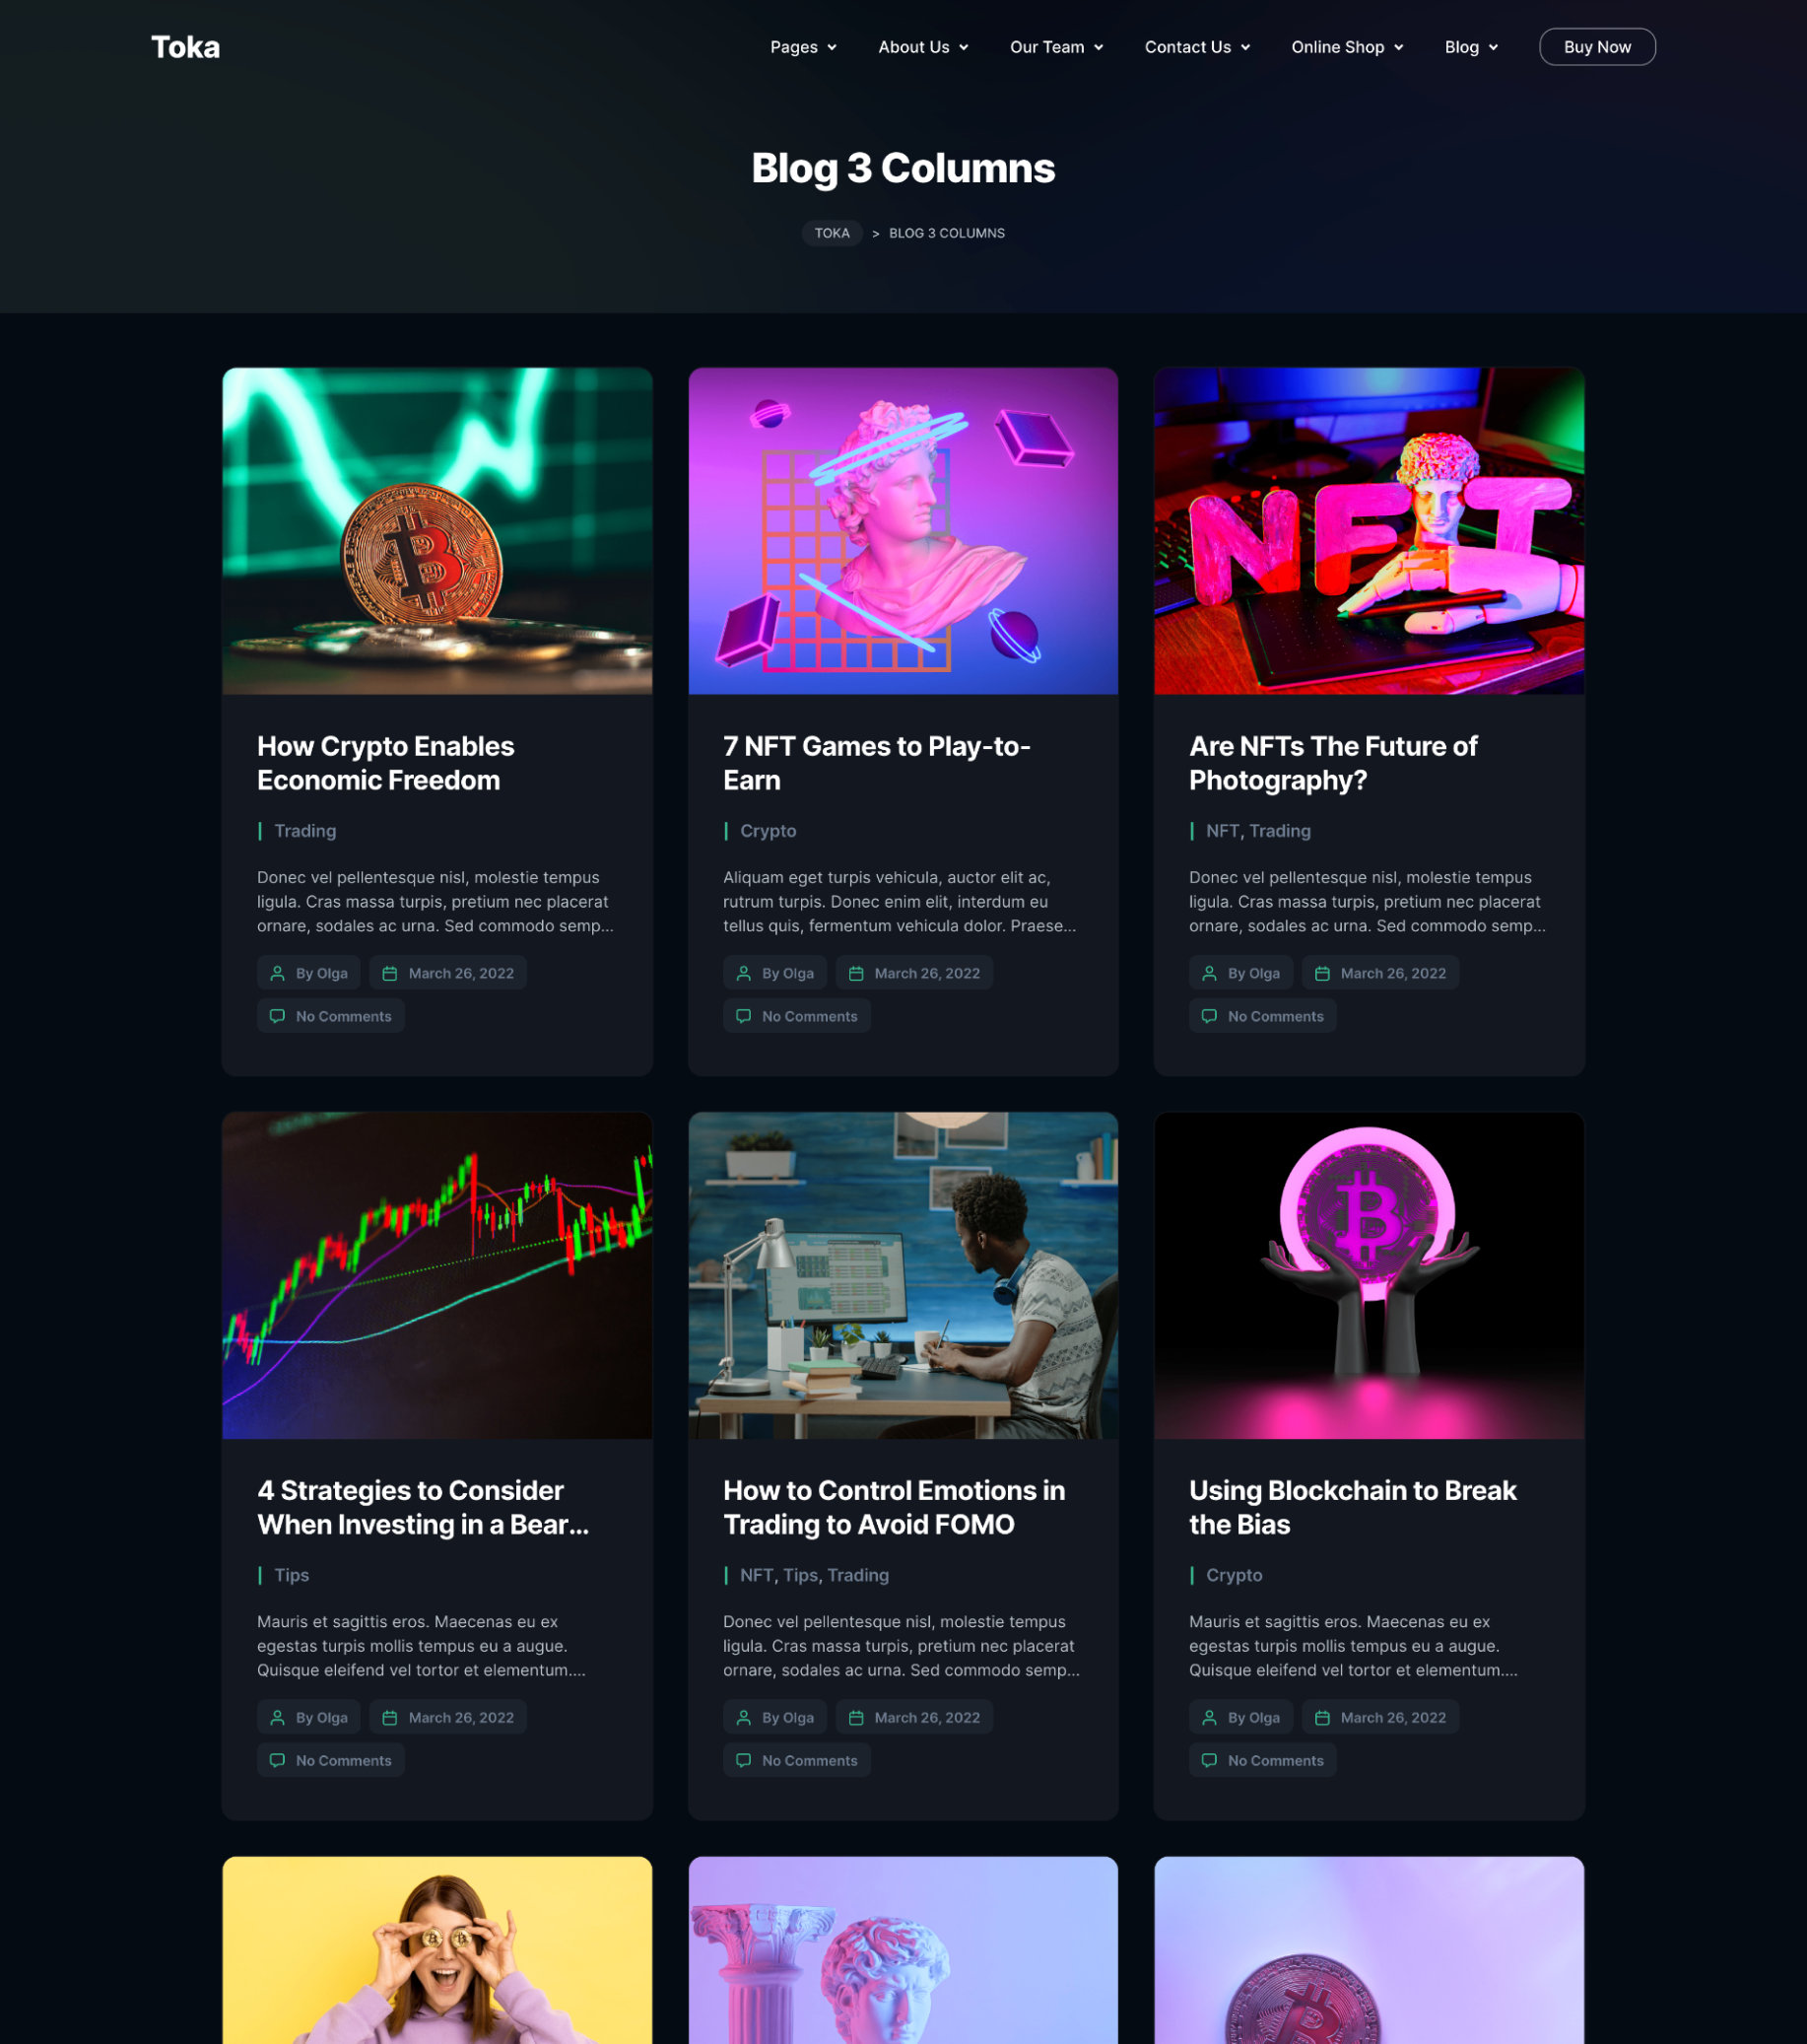 Toka
Pages
About Us
Our Team
Contact Us
Online Shop
Blog
Buy Now
Blog 3 Columns
TOKA > BLOG 3 COLUMNS
NFT
How Crypto Enables
Economic Freedom
Trading
Donec vel pellentesque nisl, molestie tempus
ligula. Cras massa turpis, pretium nec placerat
ornare, sodales ac urna. Sed commodo semp...
By Olga
March 26, 2022
No Comments
7 NFT Games to Play-to-
Earn
Crypto
Aliquam eget turpis vehicula, auctor elit ac,
rutrum turpis. Donec enim elit, interdum eu
tellus quis, fermentum vehicula dolor. Praese...
By Olga
March 26, 2022
No Comments
Are NFTs The Future of
Photography?
NFT, Trading
Donec vel pellentesque nisl, molestie tempus
ligula. Cras massa turpis, pretium nec placerat
ornare, sodales ac urna. Sed commodo semp...
By Olga
March 26, 2022
No Comments
4 Strategies to Consider
When Investing in a Bear...
Tips
Mauris et sagittis eros. Maecenas eu ex
egestas turpis mollis tempus eu a augue.
Quisque eleifend vel tortor et elementum....
By Olga
March 26, 2022
No Comments
How to Control Emotions in
Trading to Avoid FOMO
NFT, Tips, Trading
Donec vel pellentesque nisl, molestie tempus
ligula. Cras massa turpis, pretium nec placerat
ornare, sodales ac urna. Sed commodo semp...
By Olga
March 26, 2022
No Comments
Using Blockchain to Break
the Bias
Crypto
Mauris et sagittis eros. Maecenas eu ex
egestas turpis mollis tempus eu a augue.
Quisque eleifend vel tortor et elementum....
By Olga
March 26, 2022
No Comments